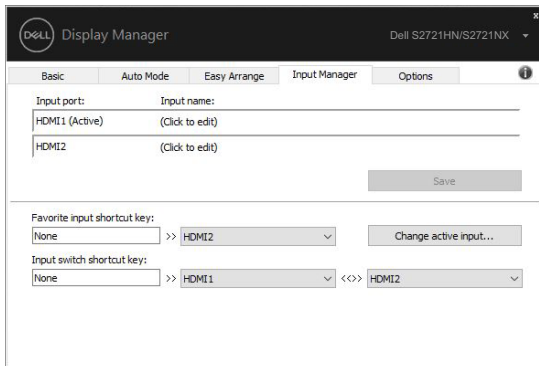 x
DELL Display Manager Dell S2721HN/S2721NX
Basic Auto Mode Easy Arrange Input Manager Options i
Input port: Input name:
HDMI1 (Active) (Click to edit)
HDMI2 (Click to edit)
Save
Favorite input shortcut key:
None >> HDMI2 Change active input...
Input switch shortcut key:
None >> HDMI1 <<>> HDMI2